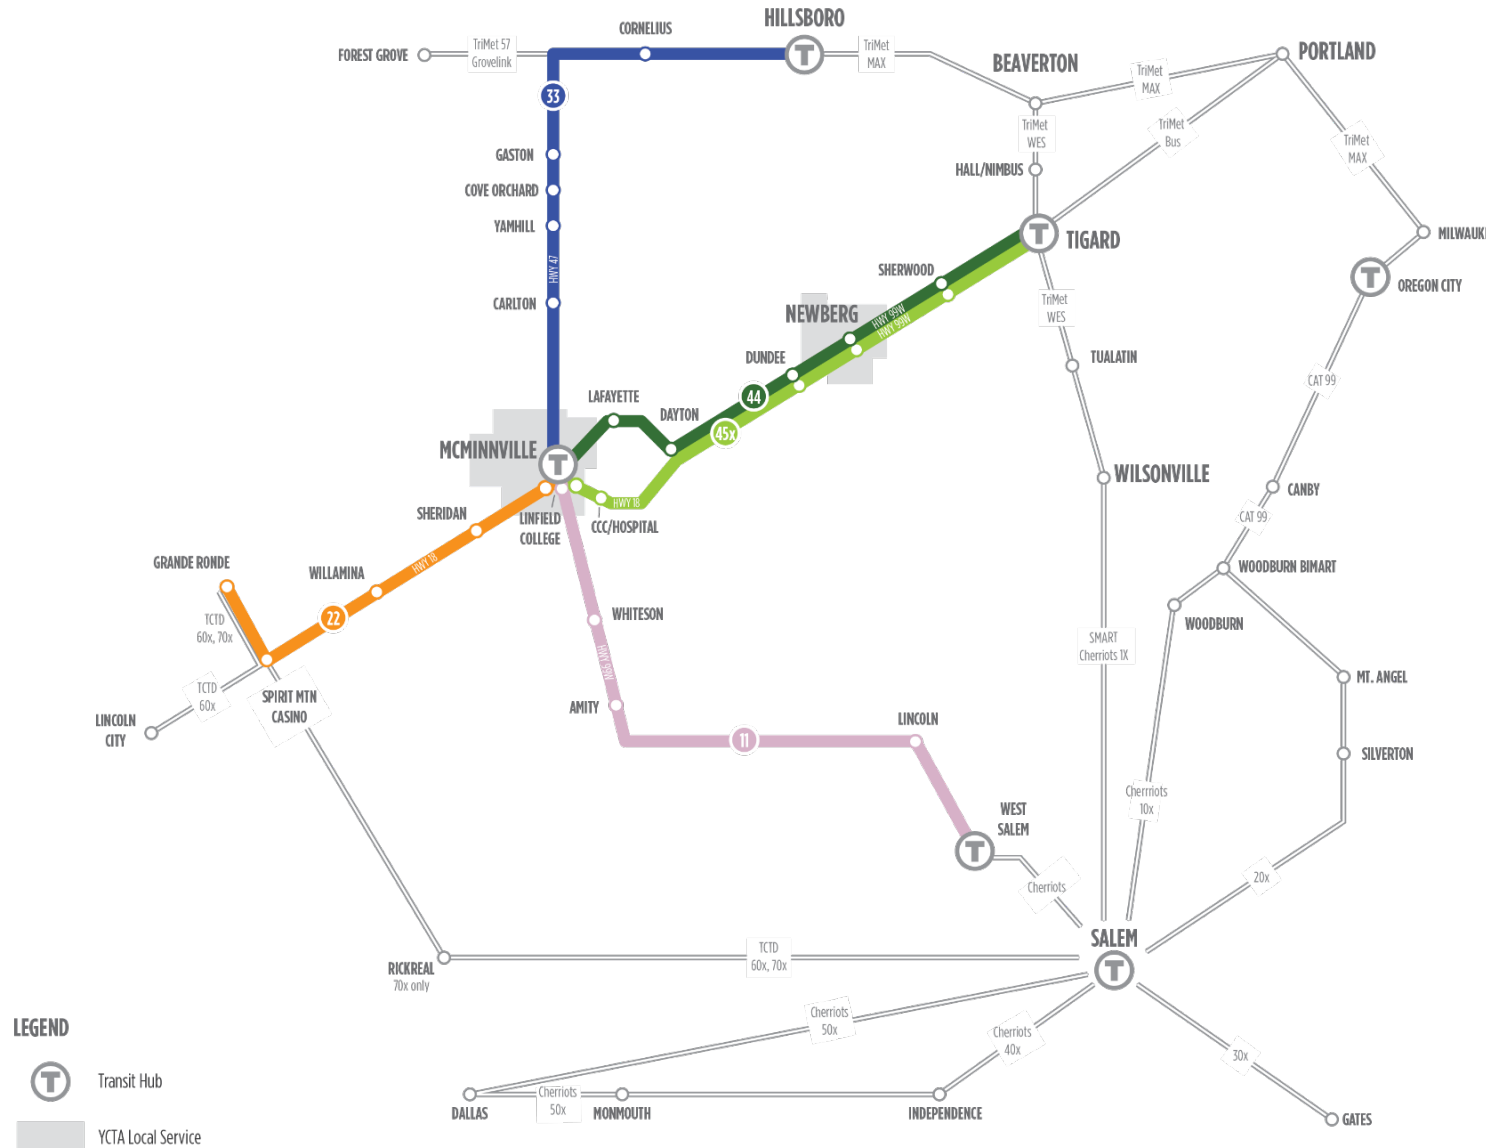 HILLSBORO
CORNELIUS
FOREST GROVE
TriMet 57
Grovelink
TriMet
MAX
BEAVERTON
TriMet
MAX
PORTLAND
33
TriMet
WES
TriMet
Bus
TriMet
MAX
GASTON
HALL/NIMBUS
COVE ORCHARD
YAMHILL
TIGARD
MILWAUKI
HWY 47
SHERWOOD
OREGON CITY
CARLTON
NEWBERG
HWY 99W
HWY 99W
TriMet
WES
DUNDEE
TUALATIN
CAT 99
LAFAYETTE
44
DAYTON
45x
MCMINNVILLE
WILSONVILLE
CANBY
SHERIDAN
LINFIELD
COLLEGE
HWY 18
CCC/HOSPITAL
CAT 99
GRANDE RONDE
WILLAMINA
HWY 18
WOODBURN BIMART
22
TCTD
60x, 70x
WHITESON
WOODBURN
HWY 99W
SMART
Cherriots 1X
MT. ANGEL
TCTD
60x
SPIRIT MTN
CASINO
AMITY
LINCOLN
CITY
11
LINCOLN
SILVERTON
Cherrriots
10x
WEST
SALEM
Cherriots
20x
SALEM
TCTD
60x, 70x
RICKREAL
70x only
LEGEND
Cherriots
50x
Cherriots
40x
30x
T
Transit Hub
DALLAS
Cherriots
50x
MONMOUTH
INDEPENDENCE
GATES
YCTA Local Service